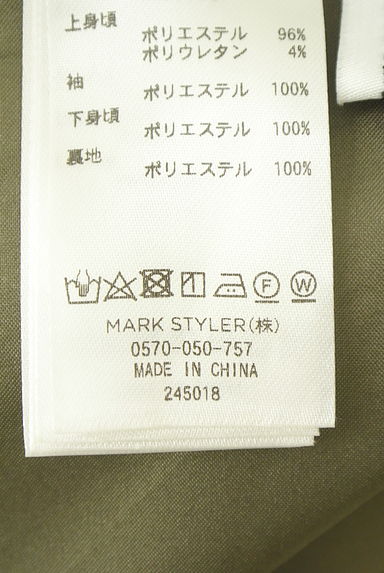 上身頃
ポリエステル 96%
ポリウレタン 4%
袖
ポリエステル 100%
下身頃
ポリエステル 100%
裏地
ポリエステル 100%
F W
MARK STYLER(株)
0570-050-757
MADE IN CHINA
245018